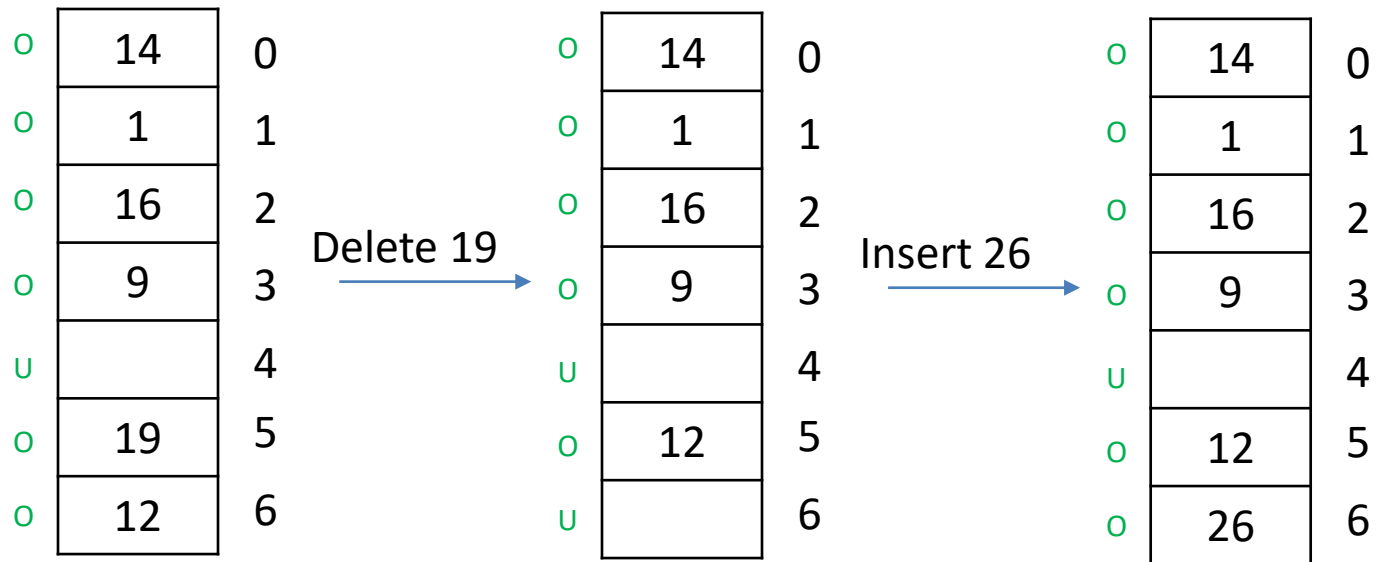 O 14 0
O 1 1
O 16 2
O 9 3
U 4
O 19 5
O 12 6
Delete 19
O 14 0
O 1 1
O 16 2
O 9 3
U 4
O 12 5
U 6
Insert 26
O 14 0
O 1 1
O 16 2
O 9 3
U 4
O 12 5
O 26 6